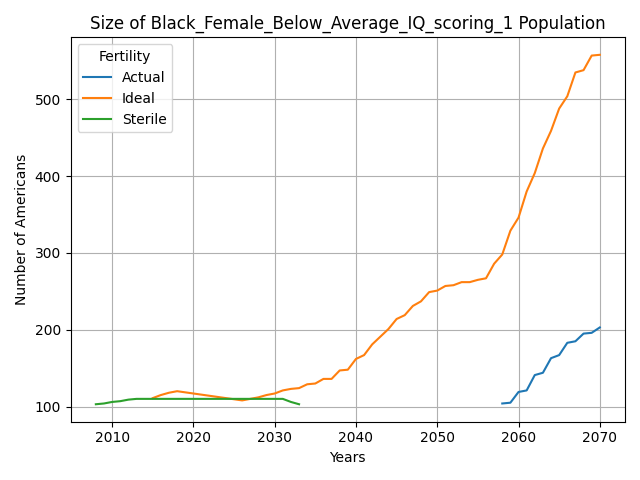 Size of Black_Female_Below_Average_IQ_scoring_1 Population
Fertility
Actual
Ideal
Sterile
Number of Americans
500
400
300
200
100
2010 2020 2030 2040 2050 2060 2070
Years